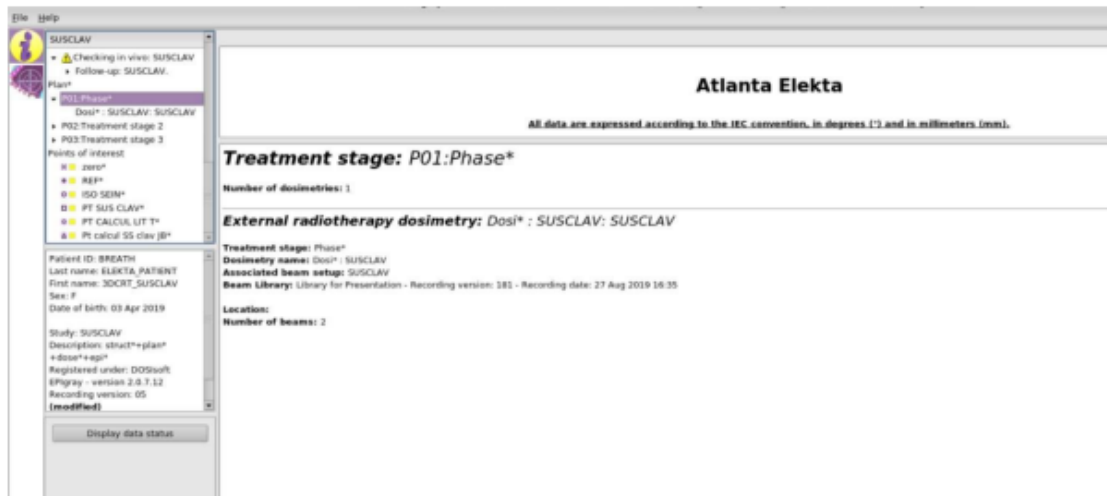 File Help
SUSCLAV
Checking in vivo: SUSCLAV
Follow-up: SUSCLAV.
Plan*
P01:Phase*
Dosi* : SUSCLAV: SUSCLAV
P02:Treatment stage 2
P03:Treatment stage 3
Points of interest
zero*
REF*
ISO SEIN*
PT SUS CLAV*
PT CALCUL LIT T*
Pt calcul SS clav JB*
Patient ID: BREATH
Last name: ELEKTA_PATIENT
First name: 3DCRT_SUSCLAV
Sex: F
Date of birth: 03 Apr 2019
Study: SUSCLAV
Description: struct*+plan*
+dose*+epi*
Registered under: DOSIsoft
EPIgray - version 2.0.7.12
Recording version: 05
(modified)
Display data status
Atlanta Elekta
All data are expressed according to the IEC convention, in degrees (°) and in millimeters (mm).
Treatment stage: P01:Phase*
Number of dosimetries: 1
External radiotherapy dosimetry: Dosi* : SUSCLAV: SUSCLAV
Treatment stage: Phase*
Dosimetry name: Dosi* : SUSCLAV
Associated beam setup: SUSCLAV
Beam Library: Library for Presentation - Recording version: 181 - Recording date: 27 Aug 2019 16:35
Location:
Number of beams: 2